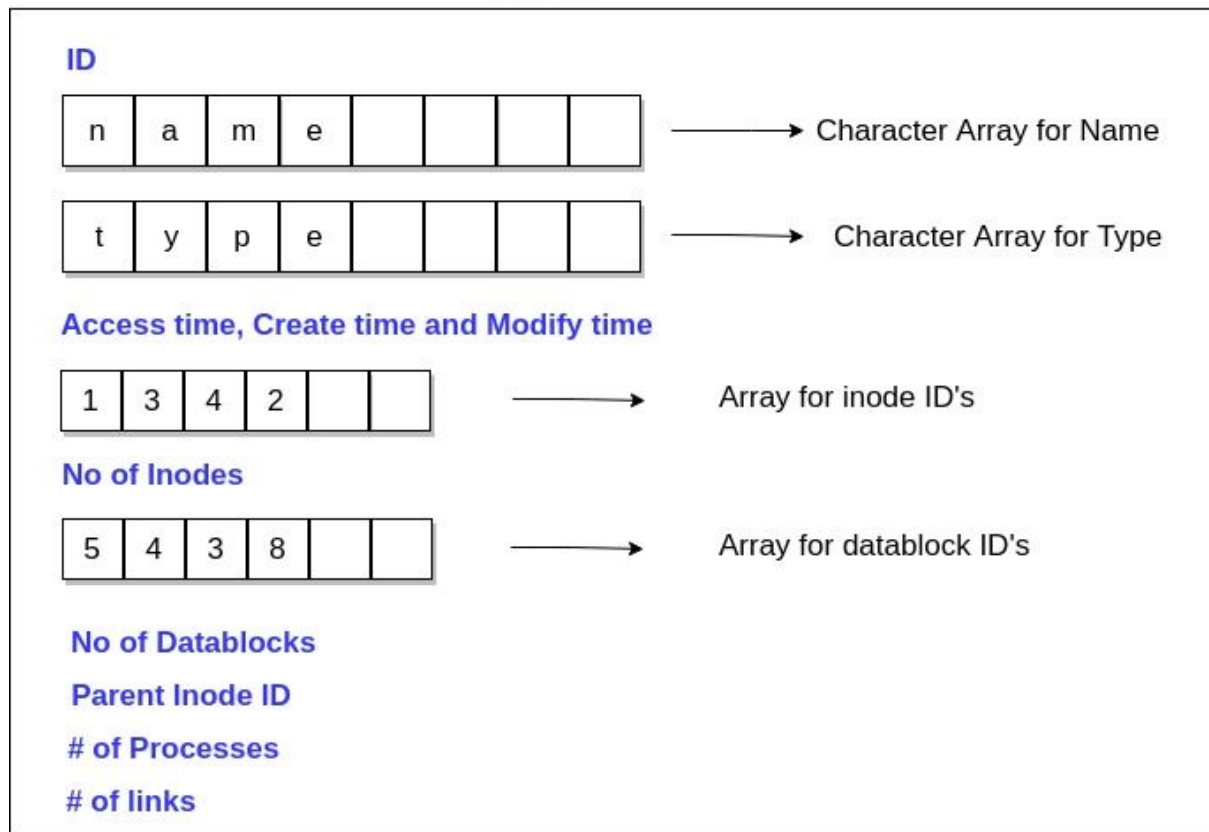 ID
n a m e
Character Array for Name
t y p e
Character Array for Type
Access time, Create time and Modify time
1 3 4 2
Array for inode ID's
No of Inodes
5 4 3 8
Array for datablock ID's
No of Datablocks
Parent Inode ID
# of Processes
# of links